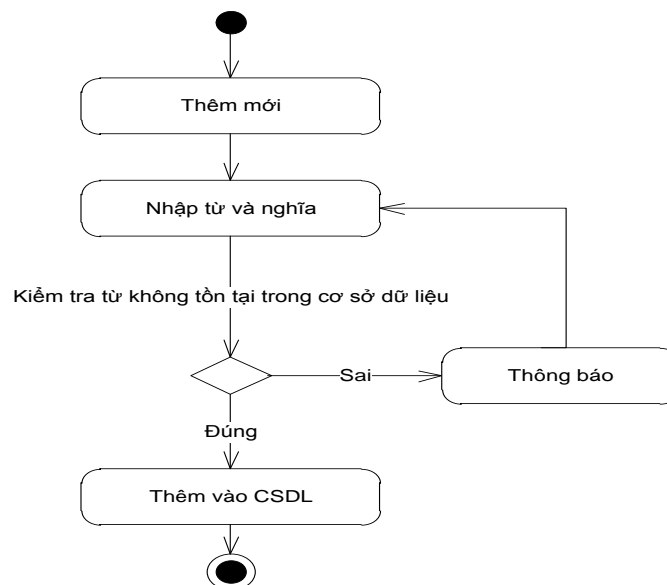 Thêm mới
Nhập từ và nghĩa
Kiểm tra từ không tồn tại trong cơ sở dữ liệu
Sai
Thông báo
Đúng
Thêm vào CSDL